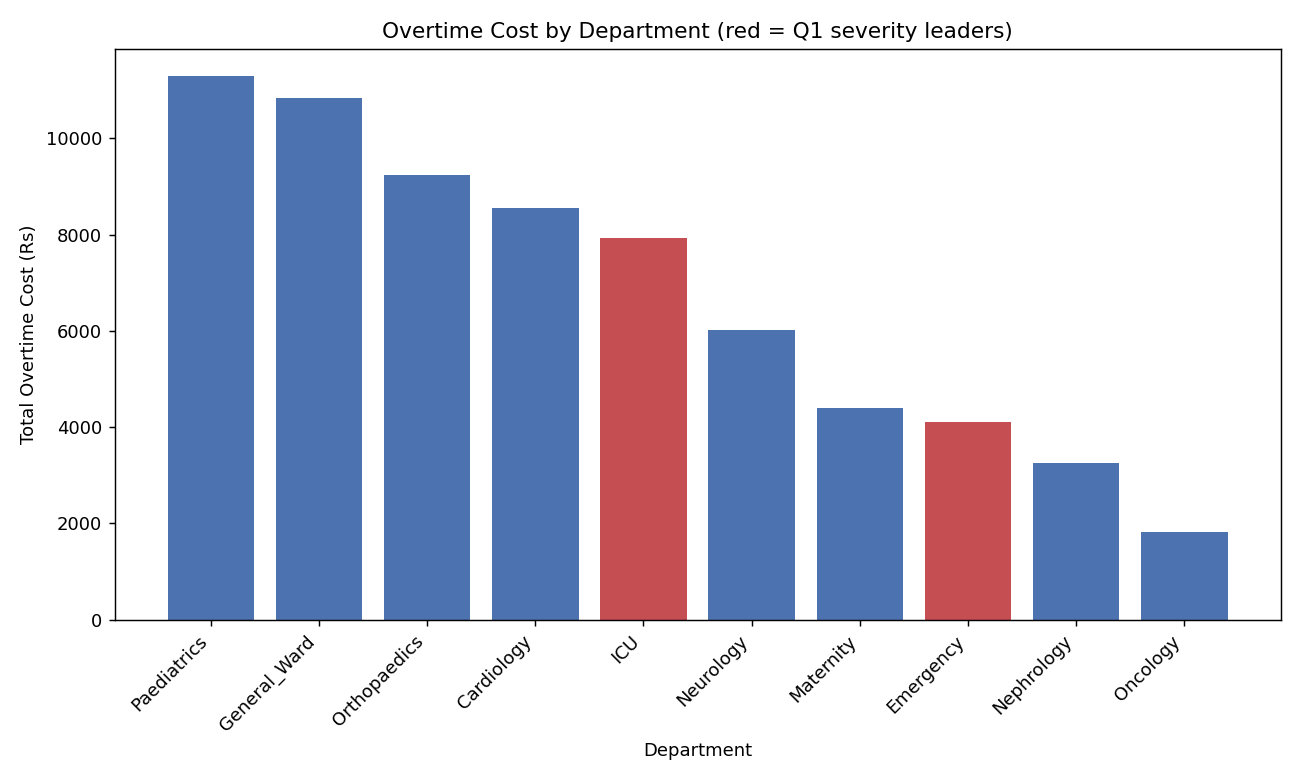 Overtime Cost by Department (red = Q1 severity leaders)
Total Overtime Cost (Rs)
10000
8000
6000
4000
2000
0
Paediatrics
General_Ward
Orthopaedics
Cardiology
ICU
Neurology
Maternity
Emergency
Nephrology
Oncology
Department